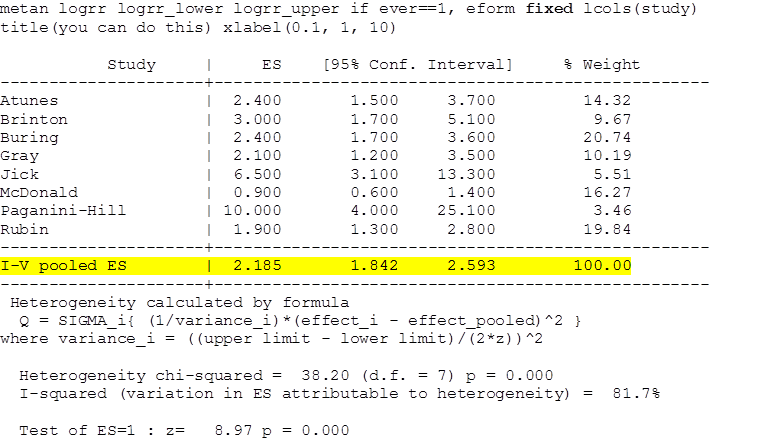 metan logrr logrr_lower logrr_upper if ever==1, eform fixed lcols(study)
title(you can do this) xlabel(0.1, 1, 10)
Study | ES [95% Conf. Interval] % Weight
---------------------+---------------------------------------------------
Atunes | 2.400 1.500 3.700 14.32
Brinton | 3.000 1.700 5.100 9.67
Buring | 2.400 1.700 3.600 20.74
Gray | 2.100 1.200 3.500 10.19
Jick | 6.500 3.100 13.300 5.51
McDonald | 0.900 0.600 1.400 16.27
Paganini-Hill | 10.000 4.000 25.100 3.46
Rubin | 1.900 1.300 2.800 19.84
---------------------+---------------------------------------------------
I-V pooled ES | 2.185 1.842 2.593 100.00
---------------------+---------------------------------------------------
Heterogeneity calculated by formula
Q = SIGMA_i{ (1/variance_i)*(effect_i - effect_pooled)^2 }
where variance_i = ((upper limit - lower limit)/(2*z))^2
Heterogeneity chi-squared = 38.20 (d.f. = 7) p = 0.000
I-squared (variation in ES attributable to heterogeneity) = 81.7%
Test of ES=1 : z= 8.97 p = 0.000